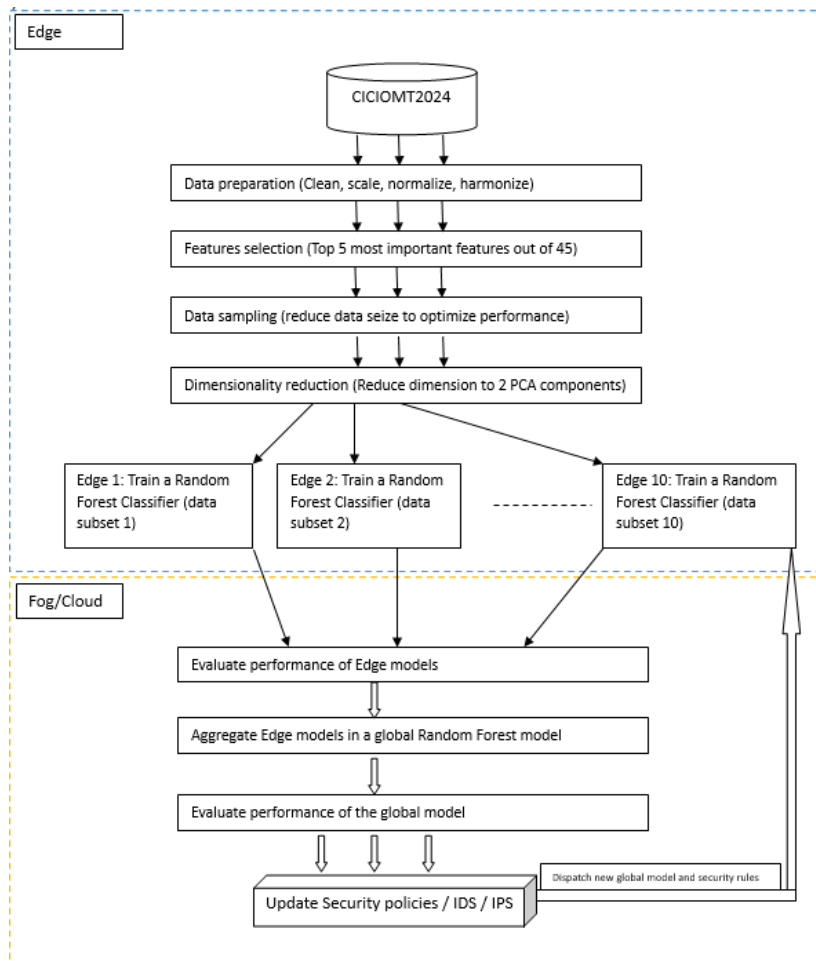 Edge
CICIOMT2024
Data preparation (Clean, scale, normalize, harmonize)
Features selection (Top 5 most important features out of 45)
Data sampling (reduce data seize to optimize performance)
Dimensionality reduction (Reduce dimension to 2 PCA components)
Edge 1: Train a Random
Forest Classifier (data
subset 1)
Edge 2: Train a Random
Forest Classifier (data
subset 2)
Edge 10: Train a Random
Forest Classifier (data
subset 10)
Fog/Cloud
Evaluate performance of Edge models
Aggregate Edge models in a global Random Forest model
Evaluate performance of the global model
Dispatch new global model and security rules
Update Security policies / IDS / IPS